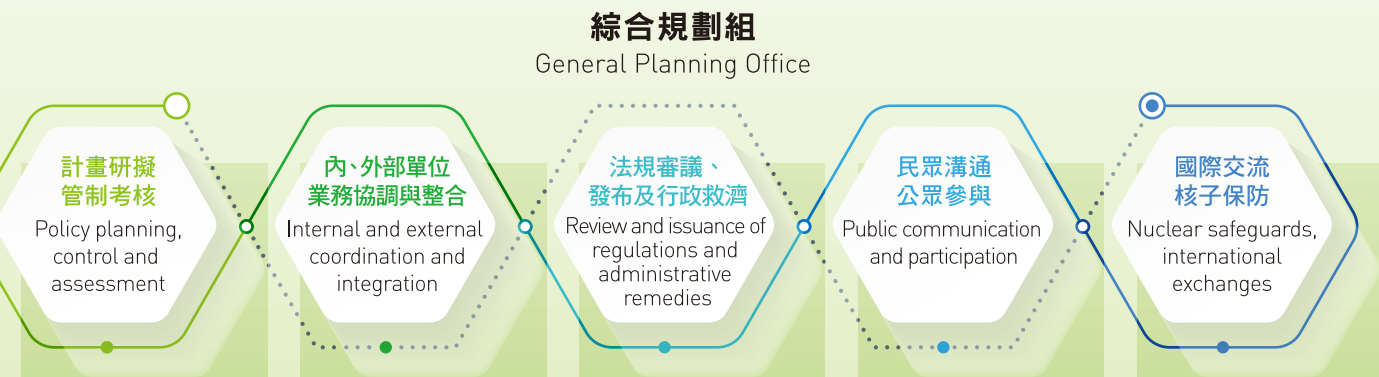 綜合規劃組
General Planning Office
計畫研擬
管制考核
Policy planning,
control and
assessment
內、外部單位
業務協調與整合
Internal and external
coordination and
integration
法規審議、
發布及行政救濟
Review and issuance of
regulations and
administrative
remedies
民眾溝通
公眾參與
Public communication
and participation
國際交流
核子保防
Nuclear safeguards,
international
exchanges